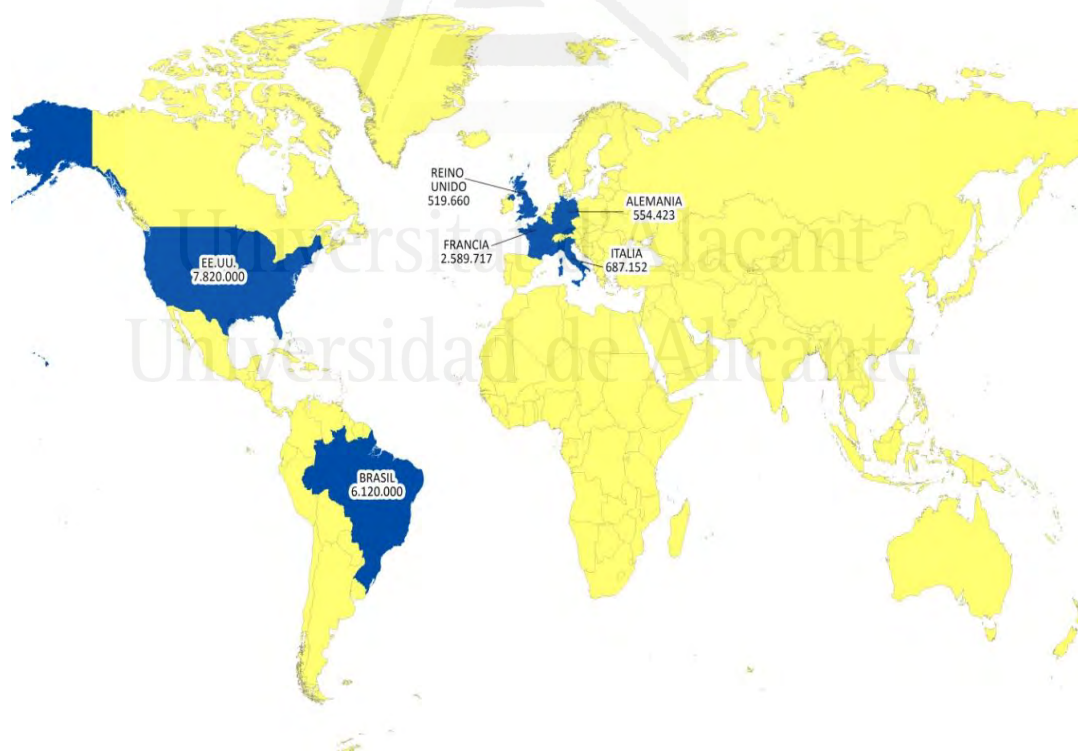 REINO
UNIDO
519.660
ALEMANIA
554.423
FRANCIA
2.589.717
ITALIA
687.152
EE.UU.
7.820.000
BRASIL
6.120.000
Universitat d'Alacant
Universidad de Alicante